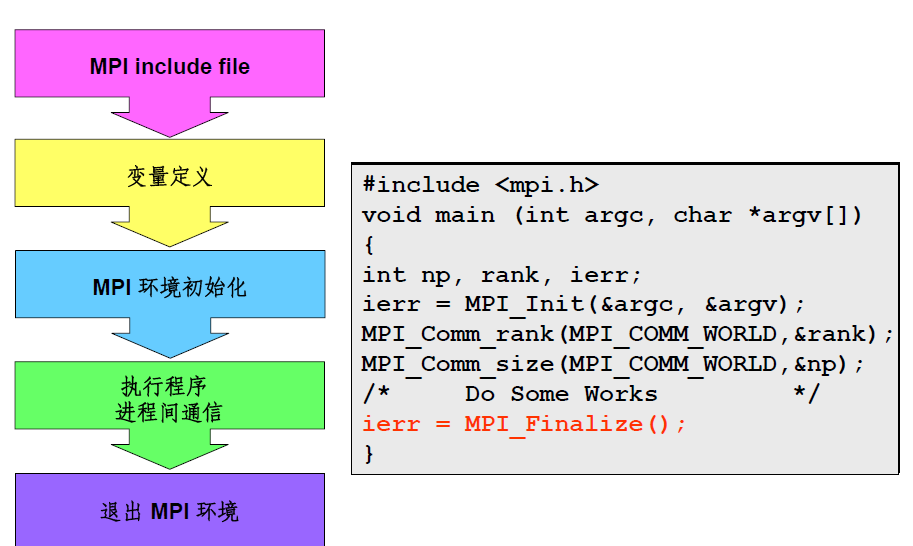 MPI include file
变量定义
MPI 环境初始化
执行程序
进程间通信
退出 MPI 环境
#include <mpi.h>
void main (int argc, char *argv[])
{
int np, rank, ierr;
ierr = MPI_Init(&argc, &argv);
MPI_Comm_rank(MPI_COMM_WORLD,&rank);
MPI_Comm_size(MPI_COMM_WORLD,&np);
/*     Do Some Works         */
ierr = MPI_Finalize();
}